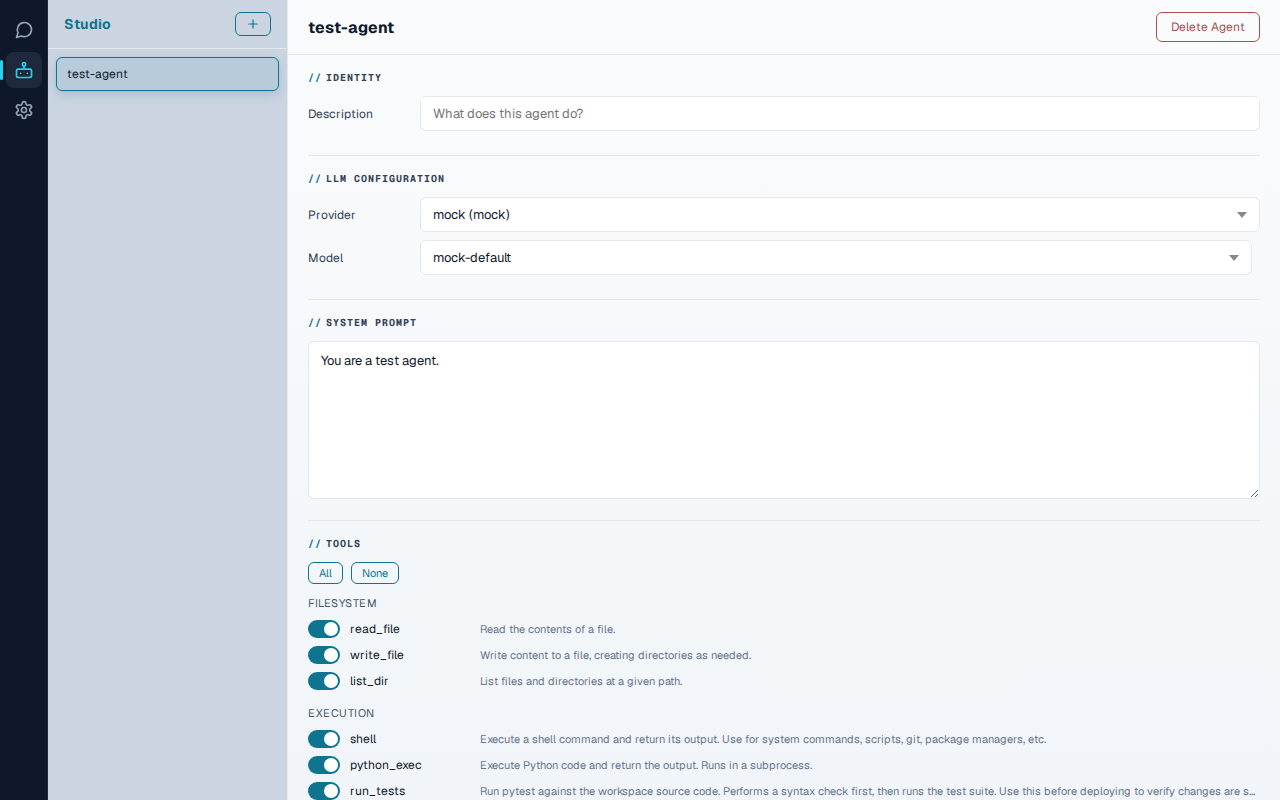 Studio
+
test-agent
test-agent
Delete Agent
// IDENTITY
Description
What does this agent do?
// LLM CONFIGURATION
Provider
mock (mock)
Model
mock-default
// SYSTEM PROMPT
You are a test agent.
// TOOLS
All
None
FILESYSTEM
read_file
Read the contents of a file.
write_file
Write content to a file, creating directories as needed.
list_dir
List files and directories at a given path.
EXECUTION
shell
Execute a shell command and return its output. Use for system commands, scripts, git, package managers, etc.
python_exec
Execute Python code and return the output. Runs in a subprocess.
run_tests
Run pytest against the workspace source code. Performs a syntax check first, then runs the test suite. Use this before deploying to verify changes are s…